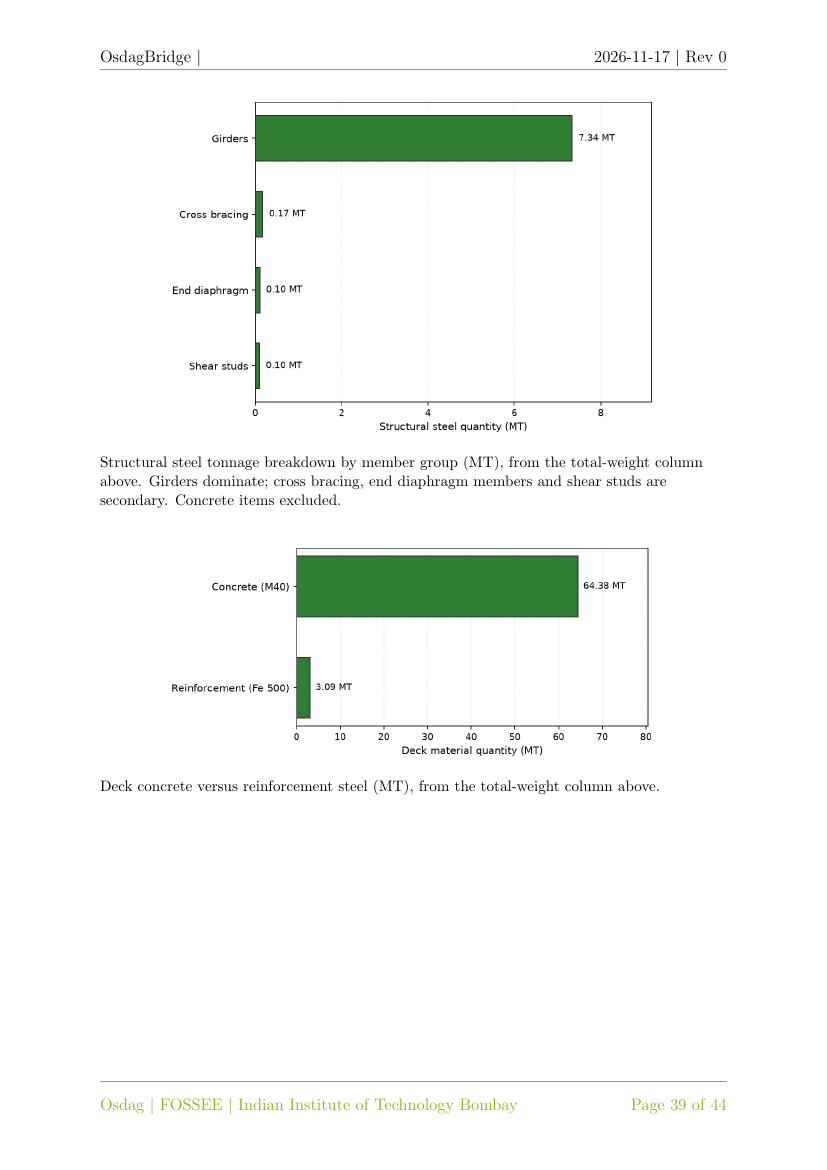 OsdagBridge |
2026-11-17 | Rev 0
Girders
7.34 MT
Cross bracing
0.17 MT
End diaphragm
0.10 MT
Shear studs
0.10 MT
0 2 4 6 8
Structural steel quantity (MT)
Structural steel tonnage breakdown by member group (MT), from the total-weight column
above. Girders dominate; cross bracing, end diaphragm members and shear studs are
secondary. Concrete items excluded.
Concrete (M40)
64.38 MT
Reinforcement (Fe 500)
3.09 MT
0 10 20 30 40 50 60 70 80
Deck material quantity (MT)
Deck concrete versus reinforcement steel (MT), from the total-weight column above.
Osdag | FOSSEE | Indian Institute of Technology Bombay
Page 39 of 44